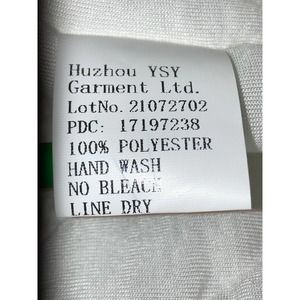 Huzhou YSY
Garment Ltd.
LotNo. 21072702
PDC: 17197238
100% POLYESTER
HAND WASH
NO BLEACH
LINE DRY